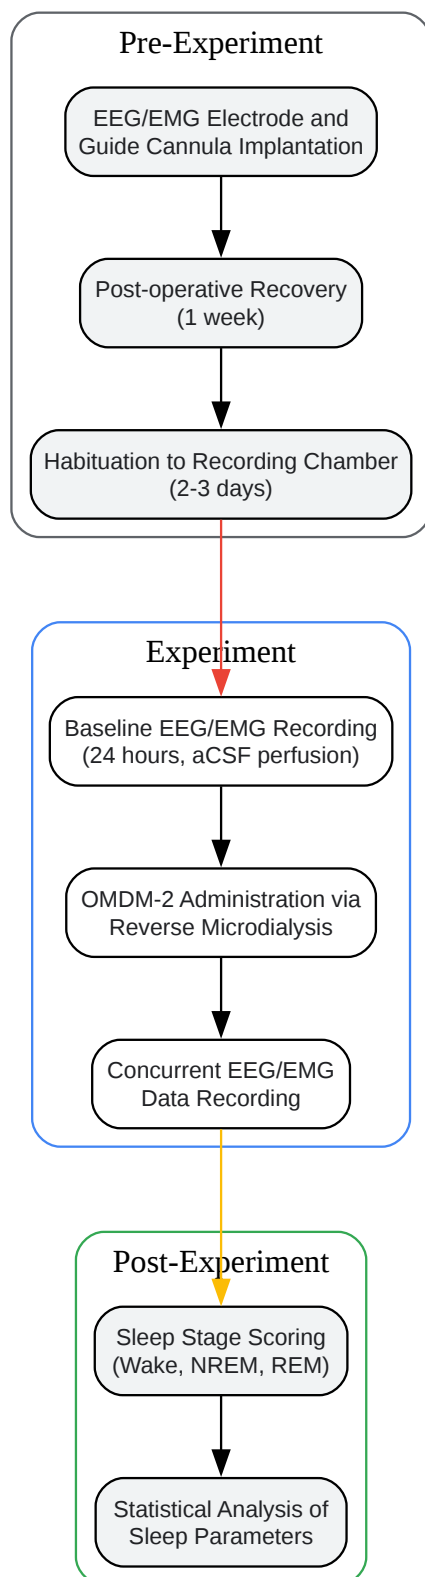 Pre-Experiment
EEG/EMG Electrode and
Guide Cannula Implantation
Post-operative Recovery
(1 week)
Habituation to Recording Chamber
(2-3 days)
Experiment
Baseline EEG/EMG Recording
(24 hours, aCSF perfusion)
OMDM-2 Administration via
Reverse Microdialysis
Concurrent EEG/EMG
Data Recording
Post-Experiment
Sleep Stage Scoring
(Wake, NREM, REM)
Statistical Analysis of
Sleep Parameters